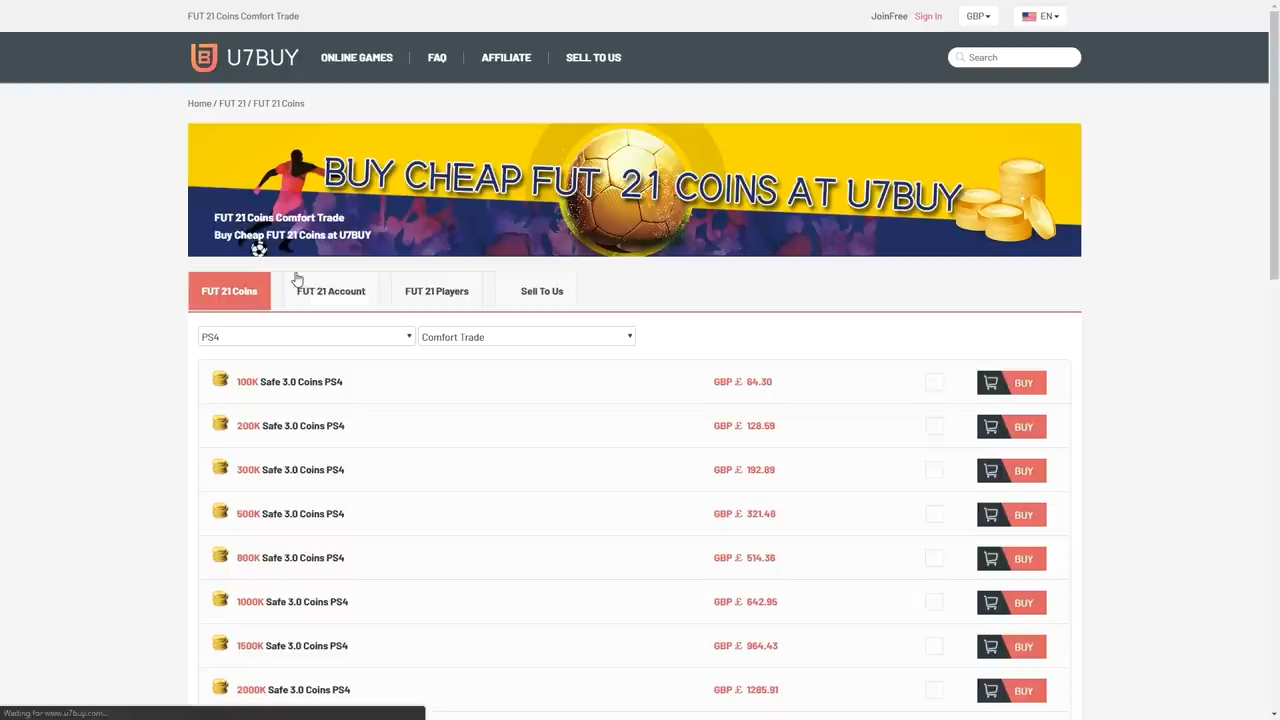 FUT 21 Coins Comfort Trade
JoinFree Sign In GBP EN
U7BUY ONLINE GAMES FAQ AFFILIATE SELL TO US Search
Home / FUT 21 / FUT 21 Coins
BUY CHEAP FUT 21 COINS AT U7BUY
FUT 21 Coins Comfort Trade
Buy Cheap FUT 21 Coins at U7BUY
FUT 21 Coins FUT 21 Account FUT 21 Players Sell To Us
PS4 Comfort Trade
100K Safe 3.0 Coins PS4 GBP £ 64.30 BUY
200K Safe 3.0 Coins PS4 GBP £ 128.59 BUY
300K Safe 3.0 Coins PS4 GBP £ 192.89 BUY
500K Safe 3.0 Coins PS4 GBP £ 321.48 BUY
800K Safe 3.0 Coins PS4 GBP £ 514.36 BUY
1000K Safe 3.0 Coins PS4 GBP £ 642.95 BUY
1500K Safe 3.0 Coins PS4 GBP £ 964.43 BUY
2000K Safe 3.0 Coins PS4 GBP £ 1285.91 BUY
Waiting for www.u7buy.com...